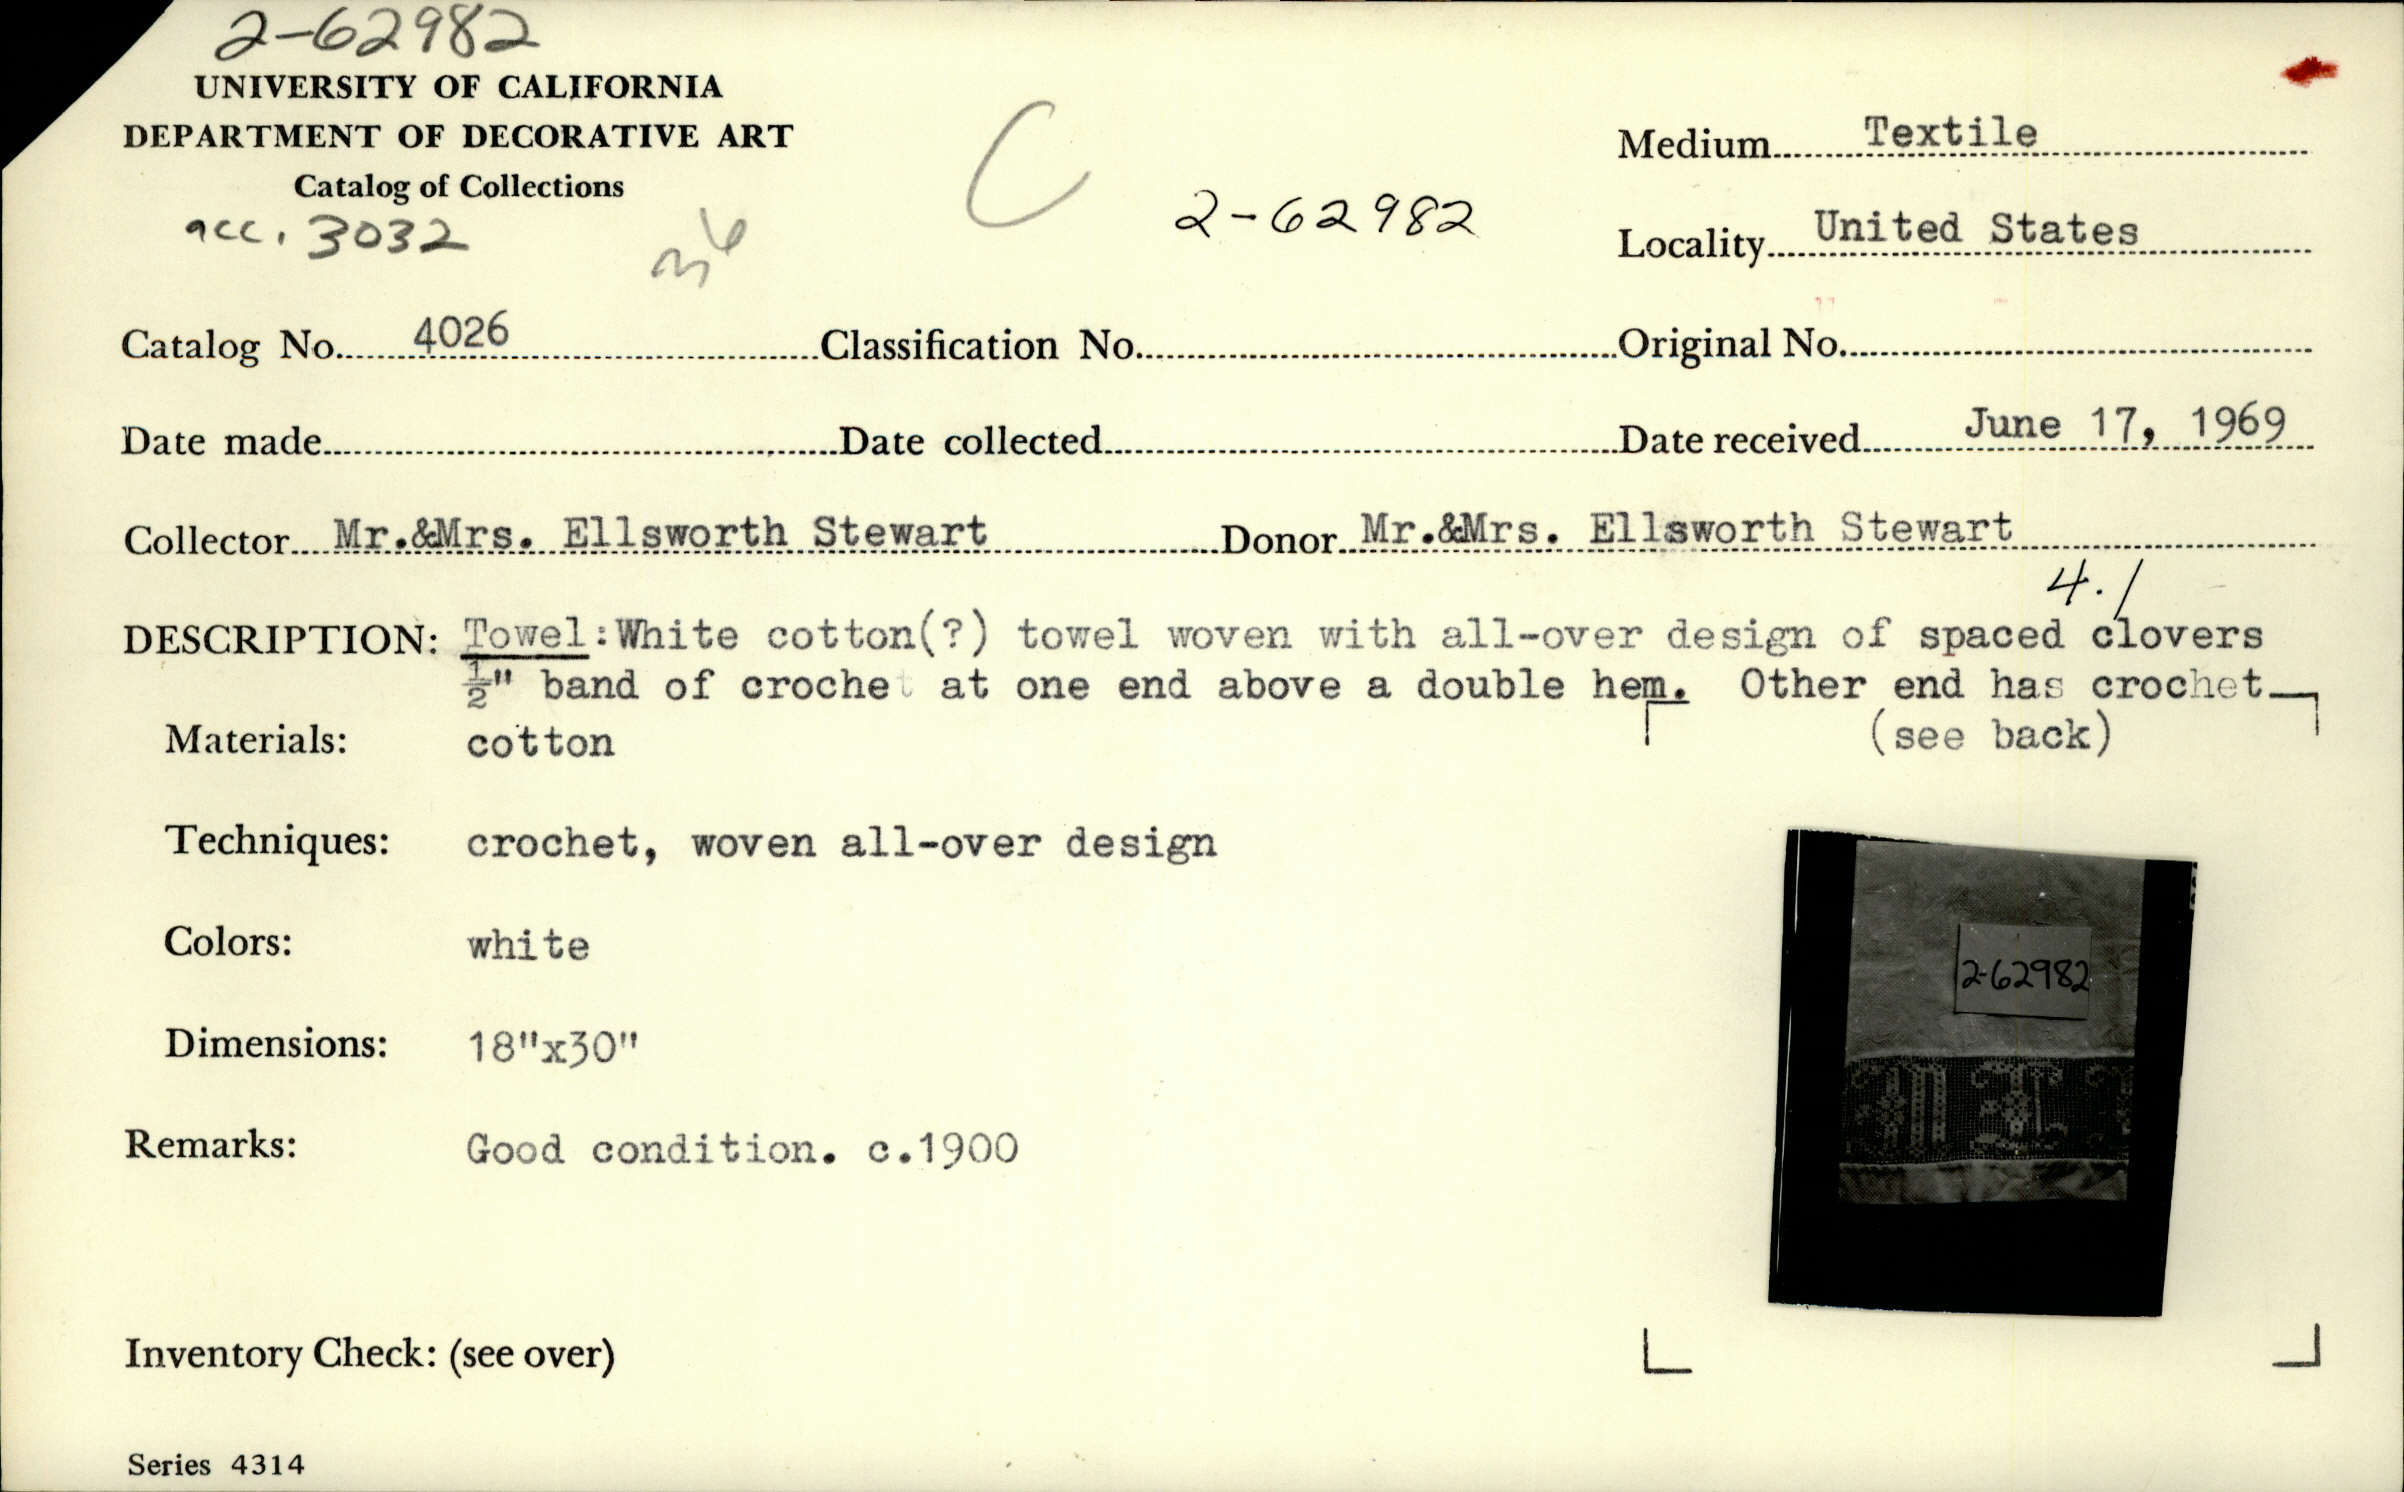 2-62982
UNIVERSITY OF CALIFORNIA
DEPARTMENT OF DECORATIVE ART
Catalog of Collections
acc. 3032
C
2-62982
Medium Textile
Locality United States
Catalog No. 4026 Classification No. Original No.
Date made Date collected Date received June 17, 1969
Collector Mr.&Mrs. Ellsworth Stewart Donor Mr.&Mrs. Ellsworth Stewart
4.1
DESCRIPTION: Towel:White cotton(?) towel woven with all-over design of spaced clovers
½" band of crochet at one end above a double hem. Other end has crochet
(see back)
Materials: cotton
Techniques: crochet, woven all-over design
Colors: white
2-62982
Dimensions: 18"x30"
Remarks: Good condition. c.1900
Inventory Check: (see over)
Series 4314